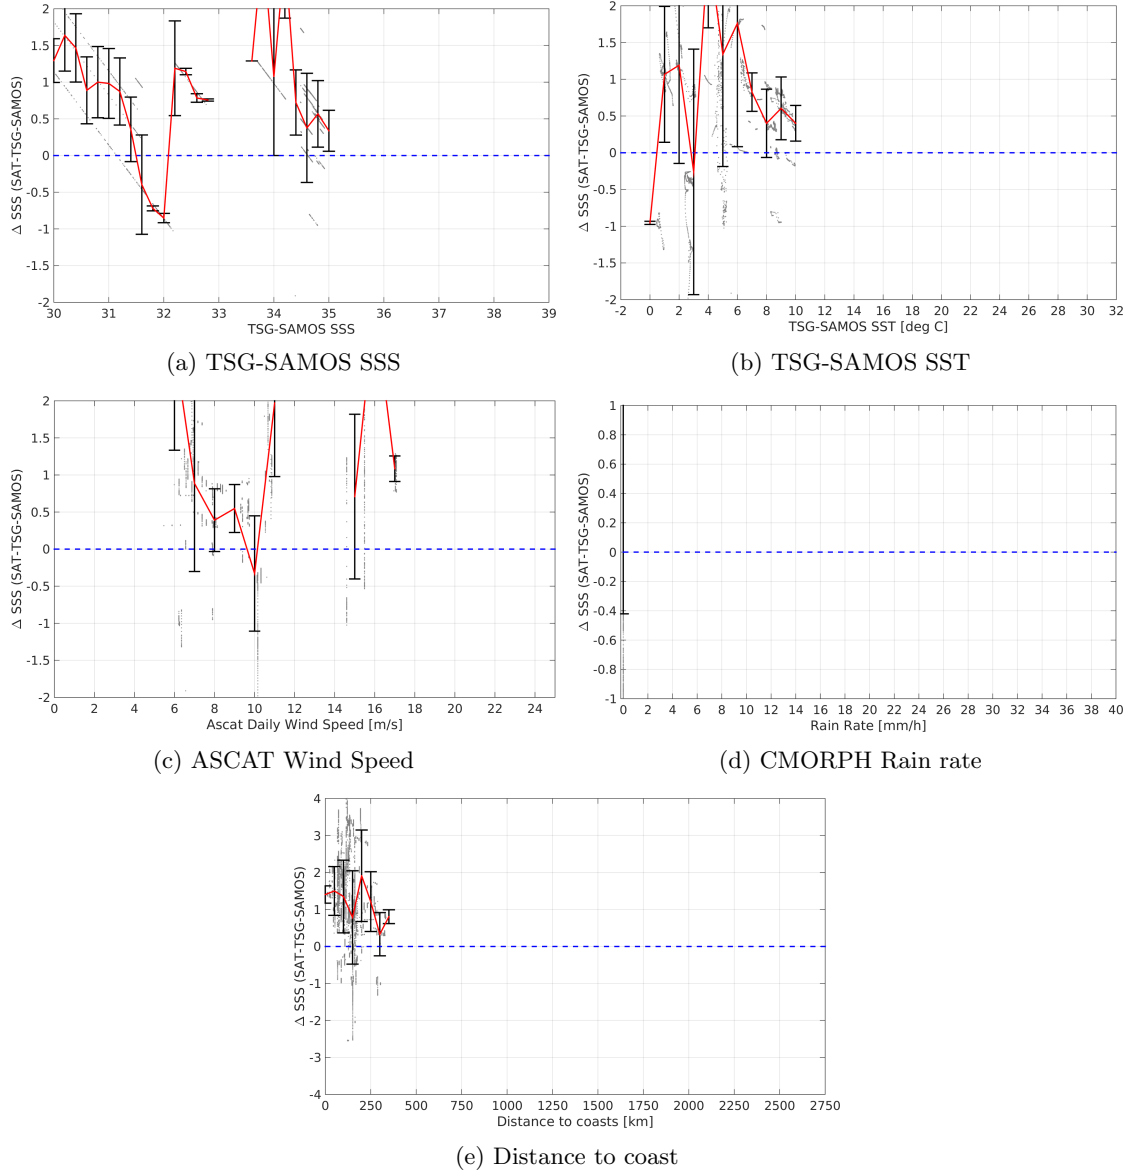 2
1.5
1
0.5
0
-0.5
-1
-1.5
-2
Δ SSS (SAT-TSG-SAMOS)
30 31 32 33 34 35 36 37 38 39
TSG-SAMOS SSS
(a) TSG-SAMOS SSS
2
1.5
1
0.5
0
-0.5
-1
-1.5
-2
Δ SSS (SAT-TSG-SAMOS)
-2 0 2 4 6 8 10 12 14 16 18 20 22 24 26 28 30 32
TSG-SAMOS SST [deg C]
(b) TSG-SAMOS SST
2
1.5
1
0.5
0
-0.5
-1
-1.5
-2
Δ SSS (SAT-TSG-SAMOS)
0 2 4 6 8 10 12 14 16 18 20 22 24
Ascat Daily Wind Speed [m/s]
(c) ASCAT Wind Speed
1
0.8
0.6
0.4
0.2
0
-0.2
-0.4
-0.6
-0.8
-1
Δ SSS (SAT-TSG-SAMOS)
0 2 4 6 8 10 12 14 16 18 20 22 24 26 28 30 32 34 36 38 40
Rain Rate [mm/h]
(d) CMORPH Rain rate
4
3
2
1
0
-1
-2
-3
-4
Δ SSS (SAT-TSG-SAMOS)
0 250 500 750 1000 1250 1500 1750 2000 2250 2500 2750
Distance to coasts [km]
(e) Distance to coast